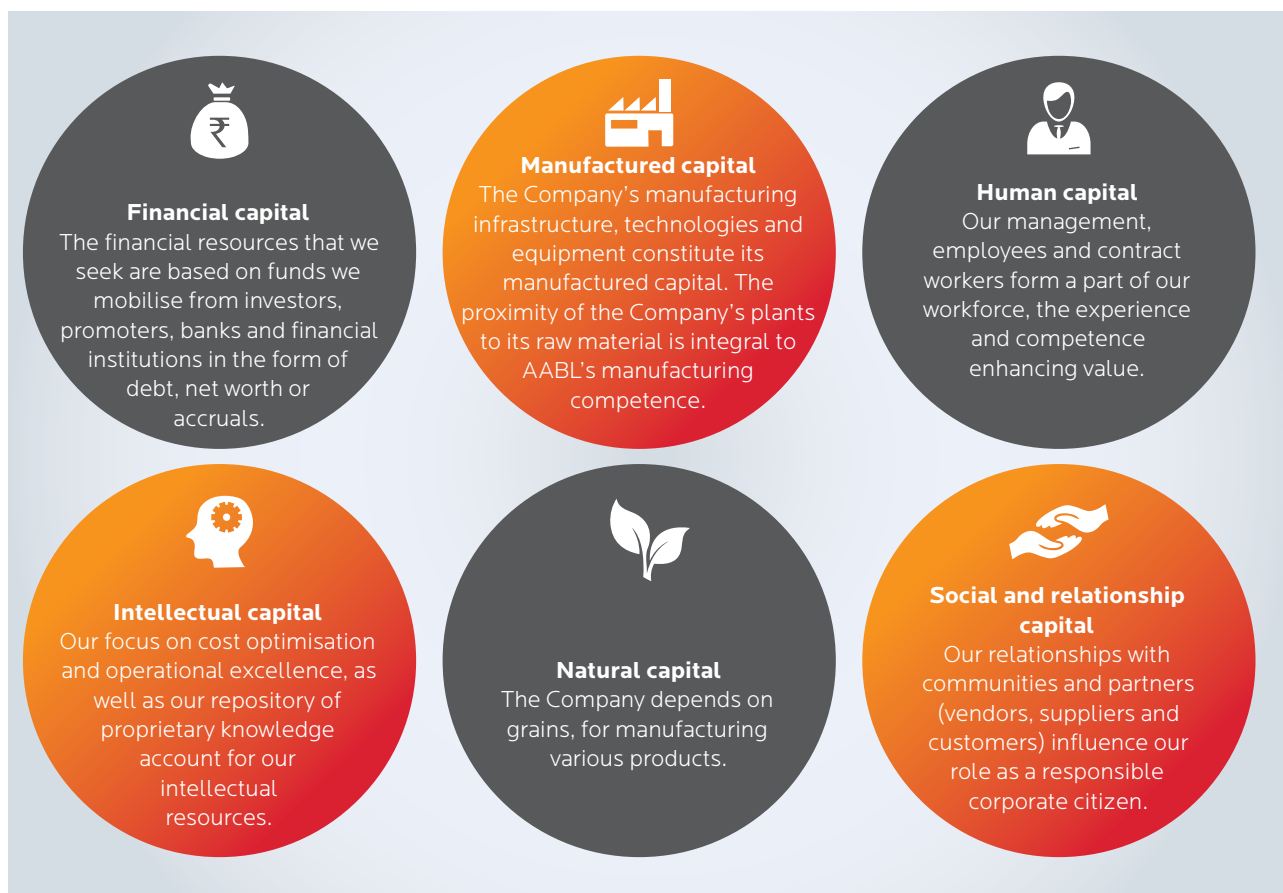 ₹
Financial capital
The financial resources that we
seek are based on funds we
mobilise from investors,
promoters, banks and financial
institutions in the form of
debt, net worth or
accruals.
Manufactured capital
The Company's manufacturing
infrastructure, technologies and
equipment constitute its
manufactured capital. The
proximity of the Company's plants
to its raw material is integral to
AABL's manufacturing
competence.
Human capital
Our management,
employees and contract
workers form a part of our
workforce, the experience
and competence
enhancing value.
Intellectual capital
Our focus on cost optimisation
and operational excellence, as
well as our repository of
proprietary knowledge
account for our
intellectual
resources.
Natural capital
The Company depends on
grains, for manufacturing
various products.
Social and relationship
capital
Our relationships with
communities and partners
(vendors, suppliers and
customers) influence our
role as a responsible
corporate citizen.